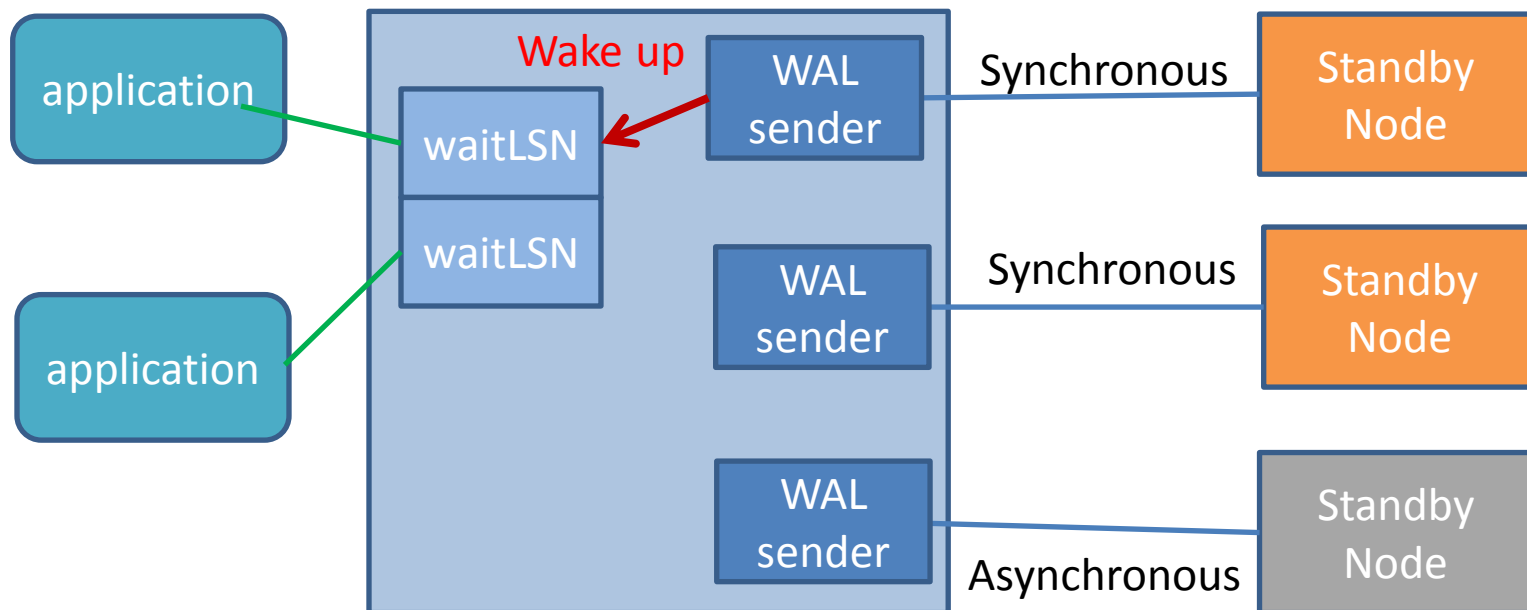 application
application
Wake up
waitLSN
waitLSN
WAL
sender
WAL
sender
WAL
sender
Synchronous
Synchronous
Asynchronous
Standby
Node
Standby
Node
Standby
Node